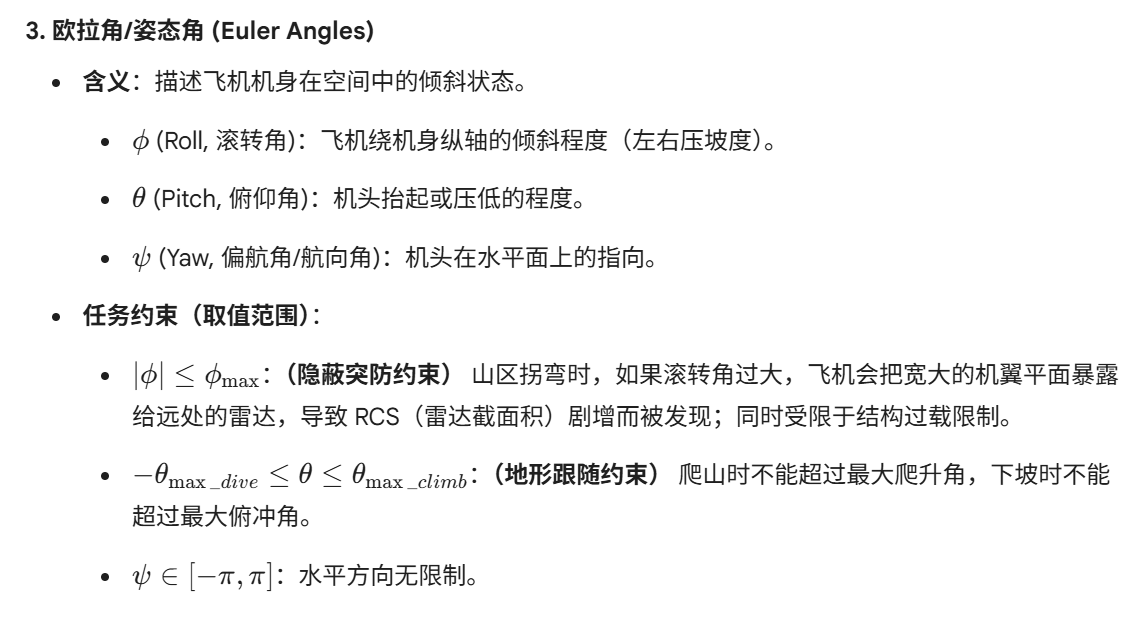 3. 欧拉角/姿态角 (Euler Angles)
• 含义：描述飞机机身在空间中的倾斜状态。
• ϕ (Roll, 滚转角)：飞机绕机身纵轴的倾斜程度（左右压坡度）。
• θ (Pitch, 俯仰角)：机头抬起或压低的程度。
• ψ (Yaw, 偏航角/航向角)：机头在水平面上的指向。
• 任务约束（取值范围）：
• |ϕ| ≤ ϕ_max：（隐蔽突防约束） 山区拐弯时，如果滚转角过大，飞机会把宽大的机翼平面暴露
给远处的雷达，导致 RCS（雷达截面积）剧增而被发现；同时受限于结构过载限制。
• −θ_max_dive ≤ θ ≤ θ_max_climb：（地形跟随约束） 爬山时不能超过最大爬升角，下坡时不能
超过最大俯冲角。
• ψ ∈ [−π, π]：水平方向无限制。